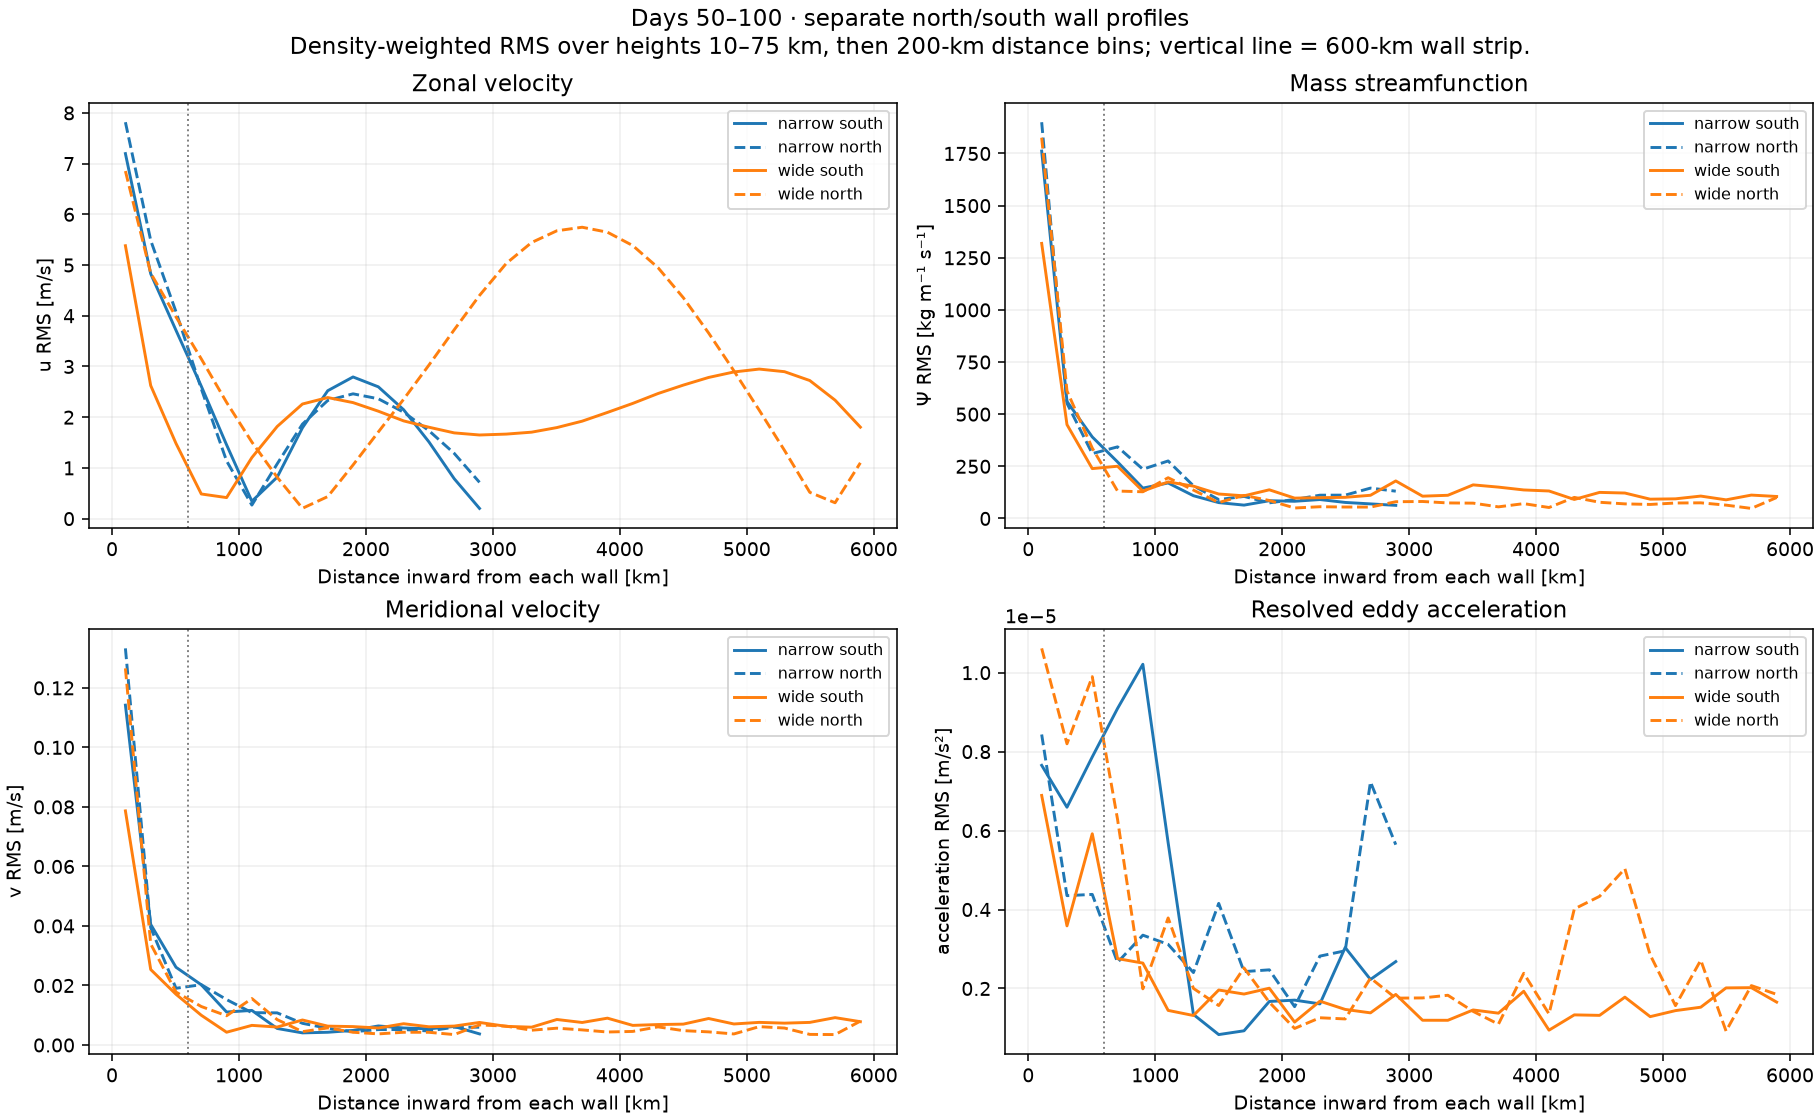 Days 50–100 · separate north/south wall profiles
Density-weighted RMS over heights 10–75 km, then 200-km distance bins; vertical line = 600-km wall strip.
Zonal velocity
u RMS [m/s]
8
7
6
5
4
3
2
1
0
narrow south
narrow north
wide south
wide north
0 1000 2000 3000 4000 5000 6000
Distance inward from each wall [km]
Mass streamfunction
Ψ RMS [kg m⁻¹ s⁻¹]
1750
1500
1250
1000
750
500
250
0
narrow south
narrow north
wide south
wide north
0 1000 2000 3000 4000 5000 6000
Distance inward from each wall [km]
Meridional velocity
v RMS [m/s]
0.12
0.10
0.08
0.06
0.04
0.02
0.00
narrow south
narrow north
wide south
wide north
0 1000 2000 3000 4000 5000 6000
Distance inward from each wall [km]
Resolved eddy acceleration
1e−5
acceleration RMS [m/s²]
1.0
0.8
0.6
0.4
0.2
narrow south
narrow north
wide south
wide north
0 1000 2000 3000 4000 5000 6000
Distance inward from each wall [km]